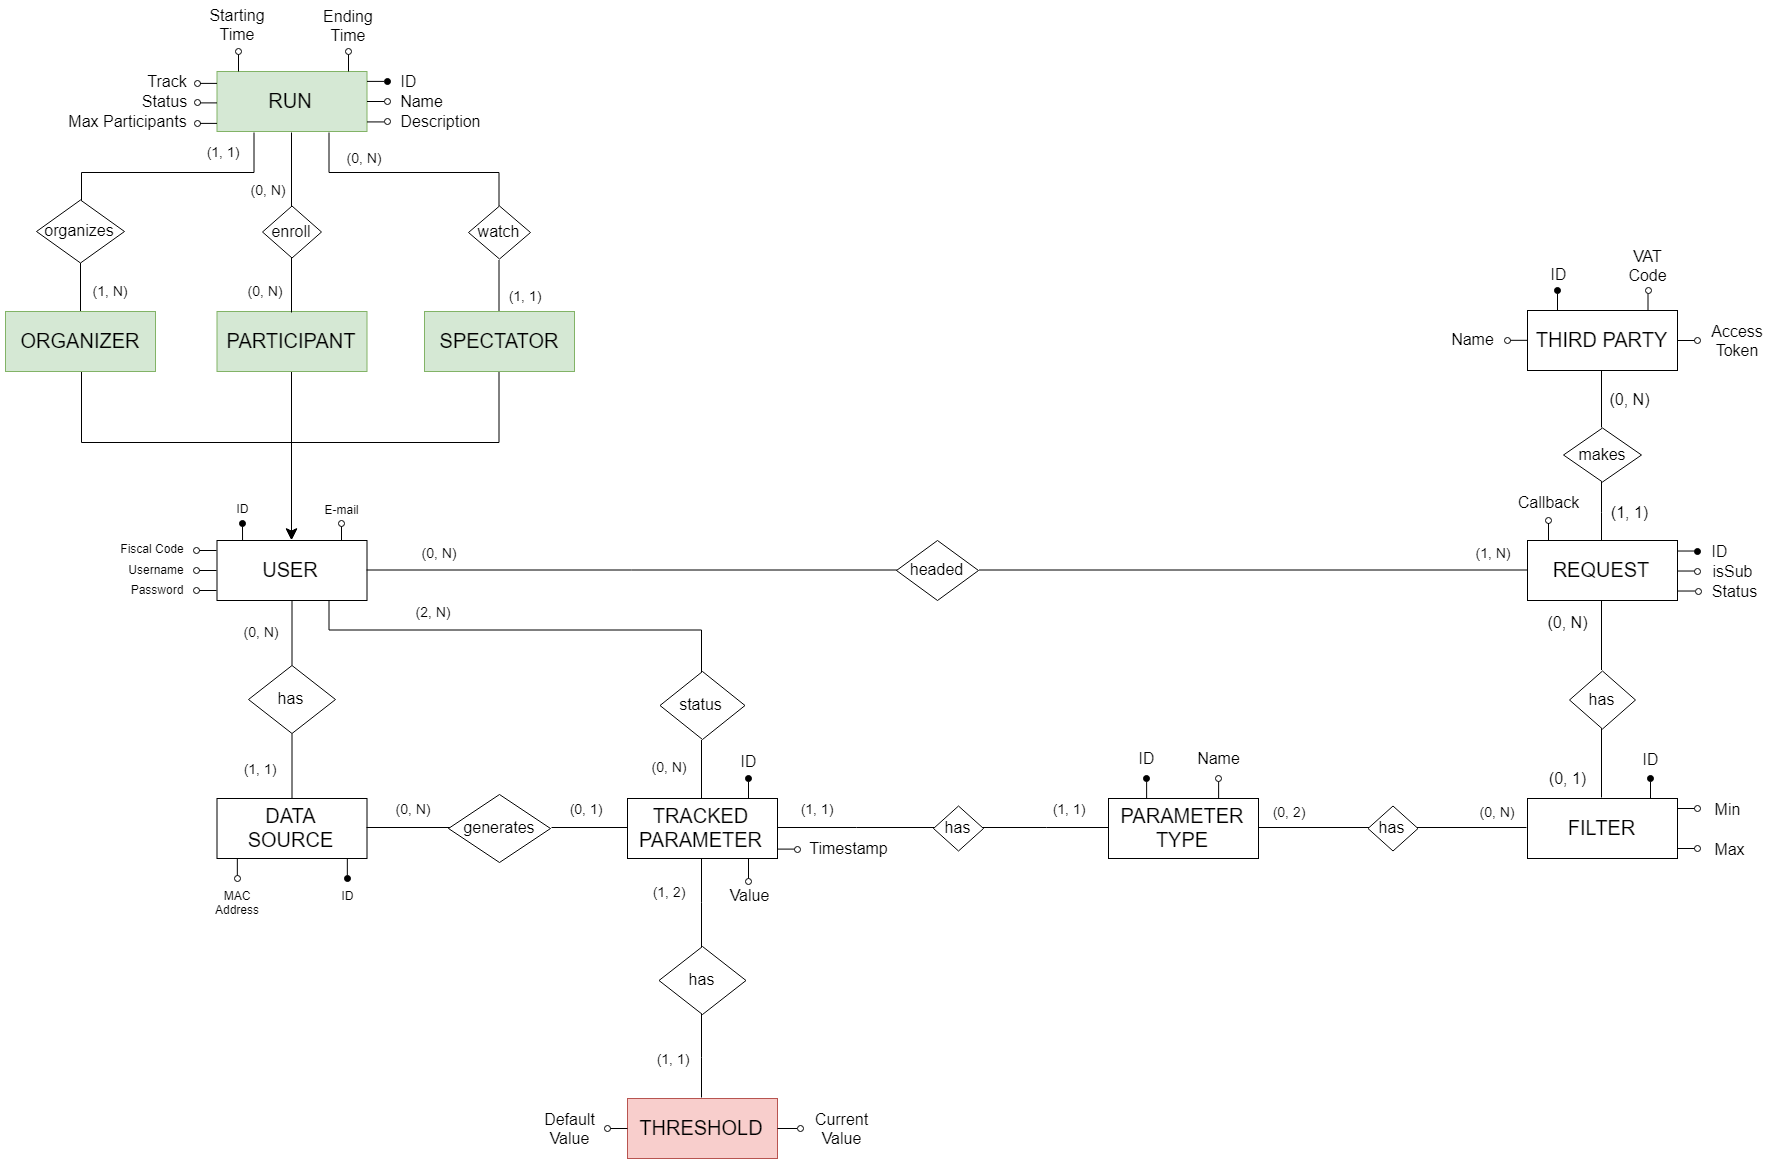 Starting
Time
Ending
Time
Track
Status
Max Participants
RUN
ID
Name
Description
(1, 1)
(0, N)
(0, N)
organizes
enroll
watch
(1, N)
(0, N)
(1, 1)
ORGANIZER
PARTICIPANT
SPECTATOR
ID
VAT
Code
Name
THIRD PARTY
Access
Token
(0, N)
makes
(1, 1)
Callback
ID
E-mail
Fiscal Code
Username
Password
USER
(0, N)
headed
(1, N)
REQUEST
ID
isSub
Status
(0, N)
(2, N)
(0, N)
has
status
has
(1, 1)
(0, N)
ID
ID
Name
(0, 1)
ID
DATA
SOURCE
(0, N)
generates
(0, 1)
TRACKED
PARAMETER
(1, 1)
Timestamp
has
(1, 1)
PARAMETER
TYPE
(0, 2)
has
(0, N)
FILTER
Min
Max
MAC
Address
ID
(1, 2)
Value
has
(1, 1)
Default
Value
THRESHOLD
Current
Value